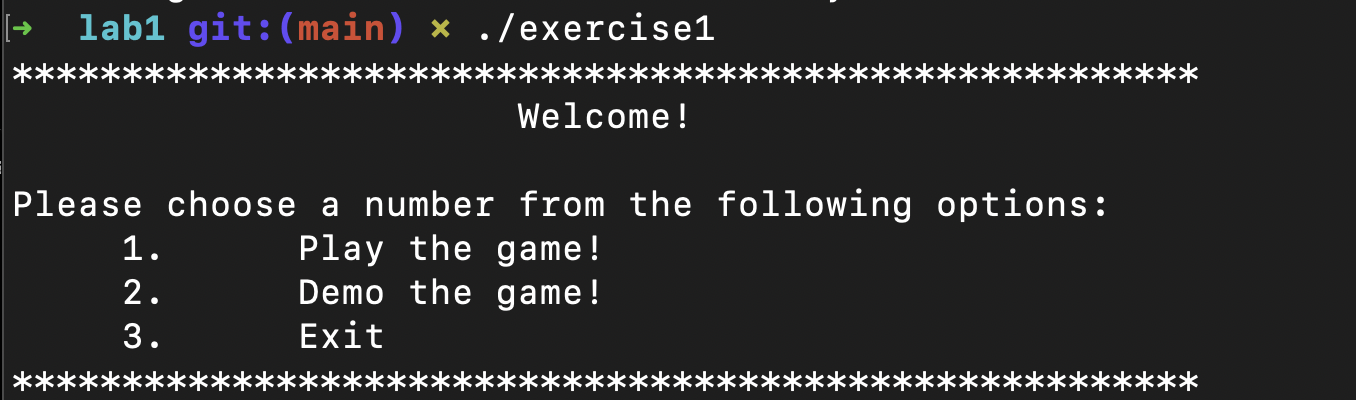 [➜  lab1 git:(main) ✗ ./exercise1
******************************************************
                       Welcome!
Please choose a number from the following options:
     1.      Play the game!
     2.      Demo the game!
     3.      Exit
******************************************************